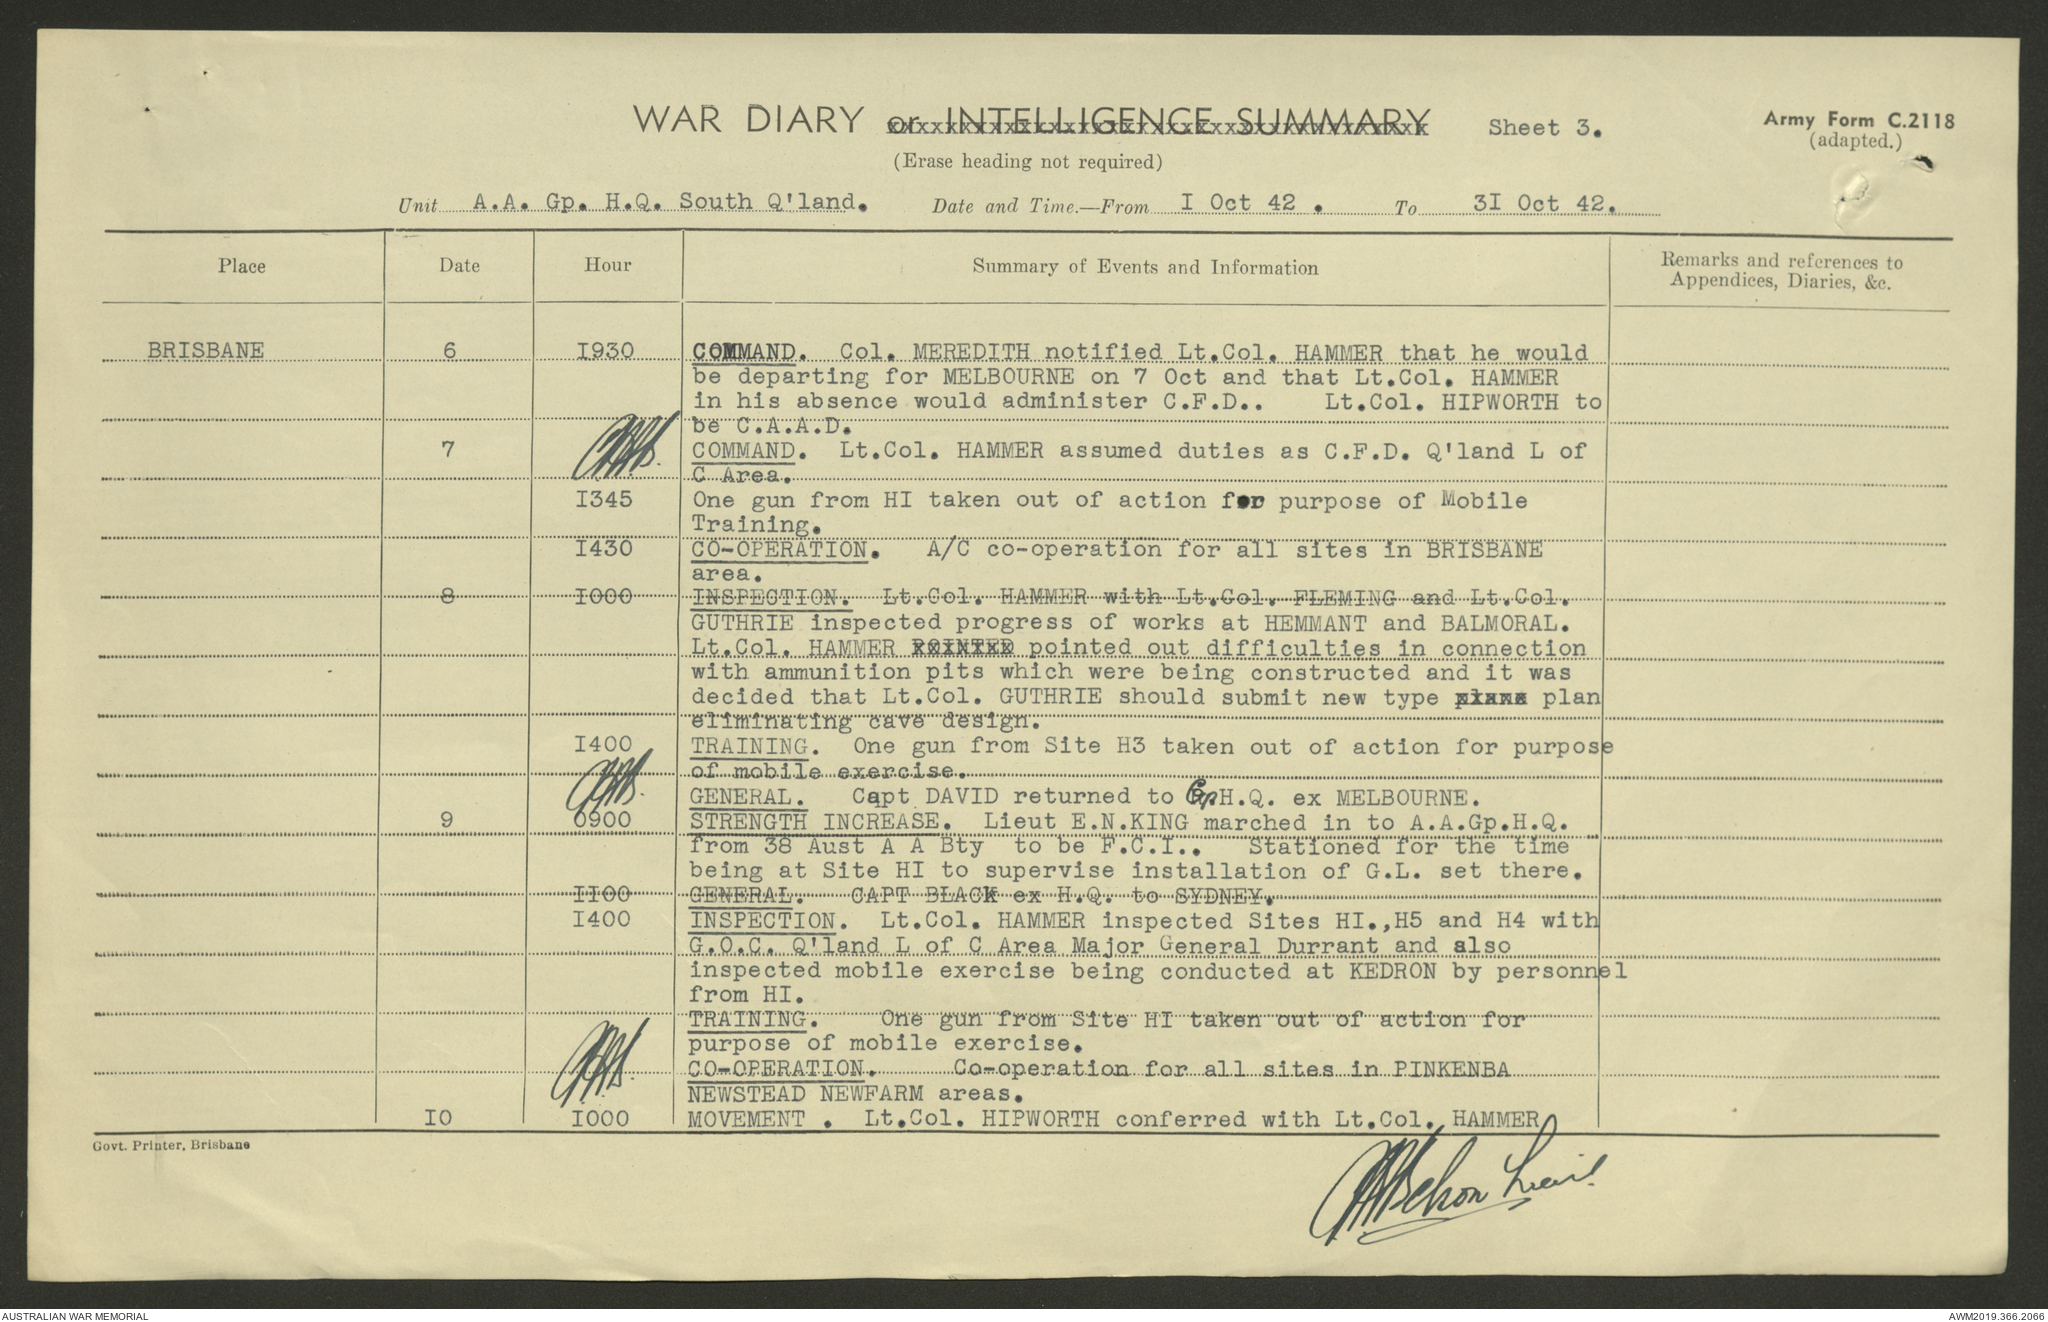 WAR DIARY or INTELLIGENCE SUMMARY Sheet 3. Army Form C.2118
(adapted.)
(Erase heading not required)
Unit A.A. Gp. H.Q. South Q'land. Date and Time.—From I Oct 42 . To 3I Oct 42.
Place Date Hour Summary of Events and Information Remarks and references to
Appendices, Diaries, &c.
BRISBANE 6 I930 COMMAND. Col. MEREDITH notified Lt.Col. HAMMER that he would
be departing for MELBOURNE on 7 Oct and that Lt.Col. HAMMER
in his absence would administer C.F.D.. Lt.Col. HIPWORTH to
be C.A.A.D.
7 COMMAND. Lt.Col. HAMMER assumed duties as C.F.D. Q'land L of
C Area.
I345 One gun from HI taken out of action for purpose of Mobile
Training.
I430 CO-OPERATION. A/C co-operation for all sites in BRISBANE
area.
8 I000 INSPECTION. Lt.Col. HAMMER with Lt.Col. FLEMING and Lt.Col.
GUTHRIE inspected progress of works at HEMMANT and BALMORAL.
Lt.Col. HAMMER POINTED pointed out difficulties in connection
with ammunition pits which were being constructed and it was
decided that Lt.Col. GUTHRIE should submit new type plans plan
eliminating cave design.
I400 TRAINING. One gun from Site H3 taken out of action for purpose
of mobile exercise.
GENERAL. Capt DAVID returned to Gp H.Q. ex MELBOURNE.
9 0900 STRENGTH INCREASE. Lieut E.N.KING marched in to A.A.Gp.H.Q.
from 38 Aust A A Bty to be F.C.I.. Stationed for the time
being at Site HI to supervise installation of G.L. set there.
II00 GENERAL. CAPT BLACK ex H.Q. to SYDNEY.
I400 INSPECTION. Lt.Col. HAMMER inspected Sites HI.,H5 and H4 with
G.O.C. Q'land L of C Area Major General Durrant and also
inspected mobile exercise being conducted at KEDRON by personnel
from HI.
TRAINING. One gun from Site HI taken out of action for
purpose of mobile exercise.
CO-OPERATION. Co-operation for all sites in PINKENBA
NEWSTEAD NEWFARM areas.
I0 I000 MOVEMENT . Lt.Col. HIPWORTH conferred with Lt.Col. HAMMER
Govt. Printer, Brisbane
Lieut.
AUSTRALIAN WAR MEMORIAL AWM2019.366.2066